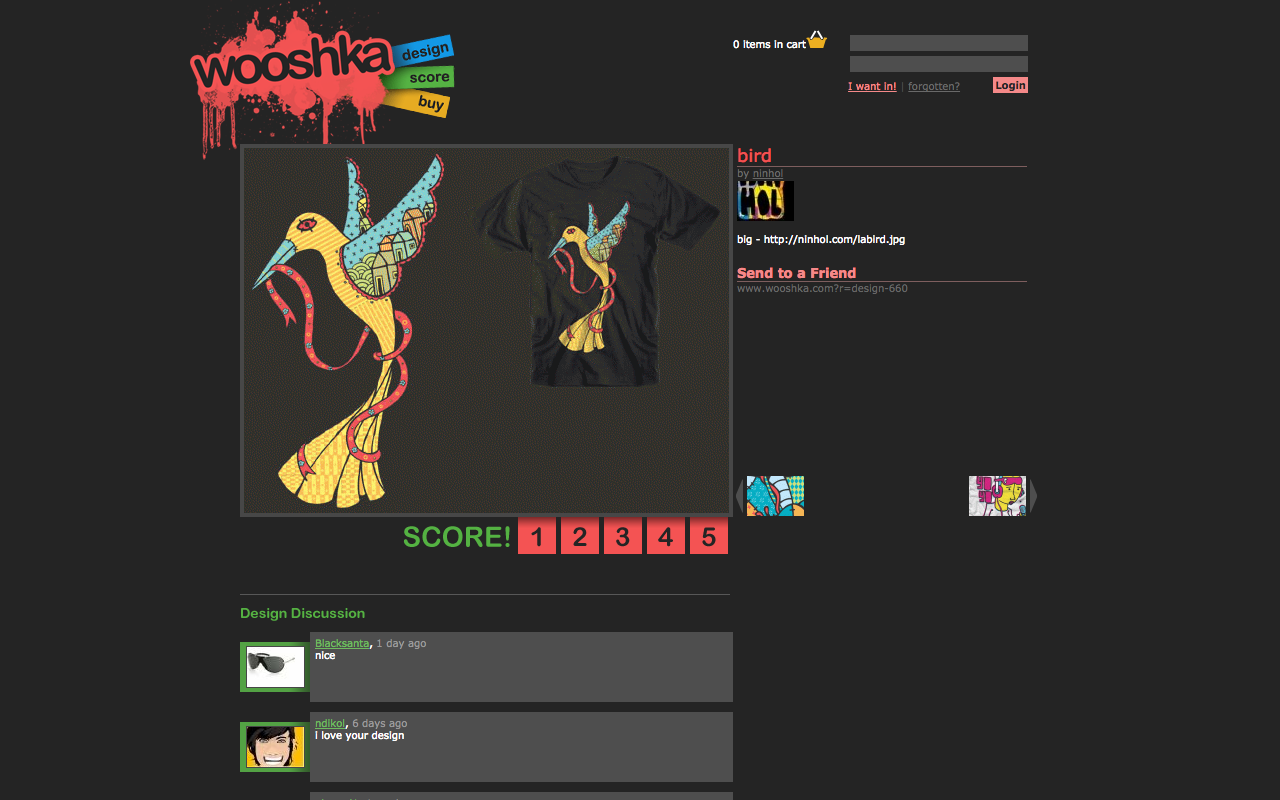 wooshka
design
score
buy
0 items in cart
I want in! | forgotten?
Login
bird
by ninhol
HOL
big - http://ninhol.com/labird.jpg
Send to a Friend
www.wooshka.com?r=design-660
SCORE! 1 2 3 4 5
Design Discussion
Blacksanta, 1 day ago
nice
ndikol, 6 days ago
i love your design